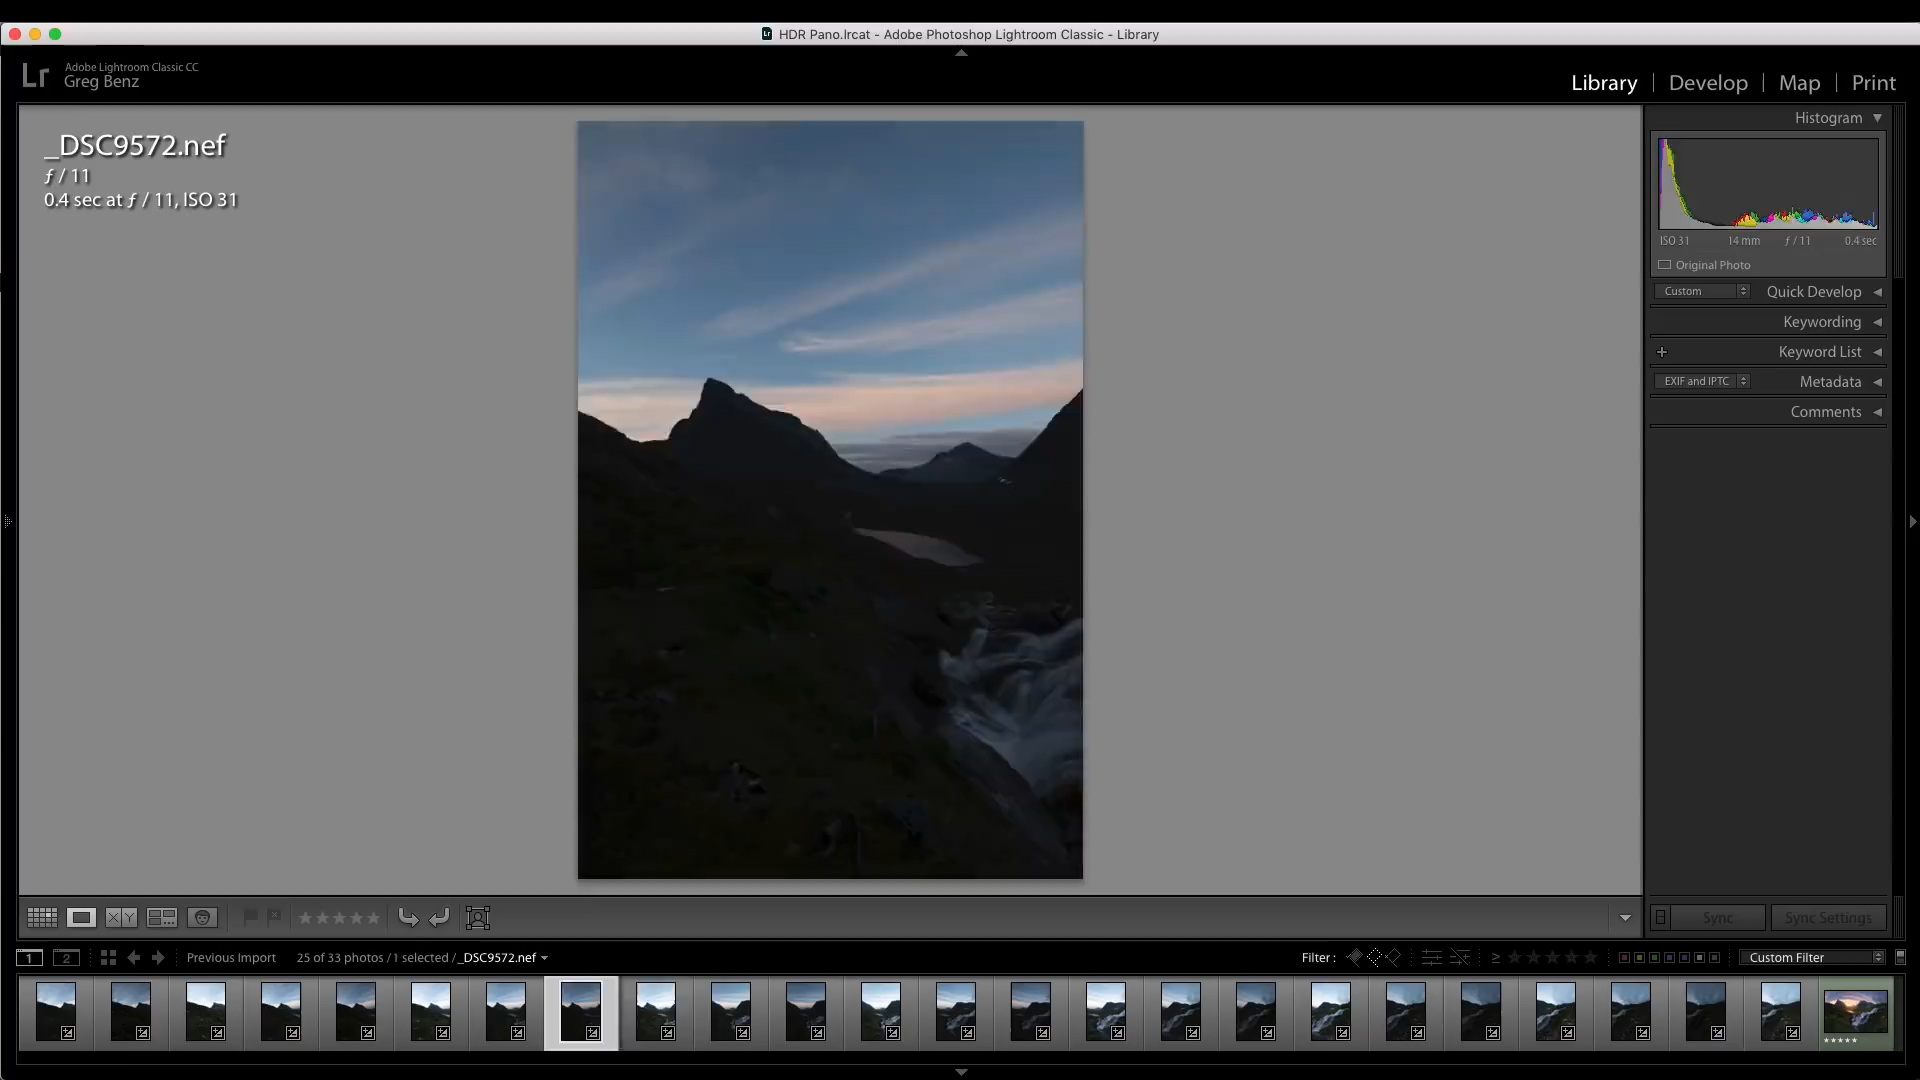 HDR Pano.lrcat - Adobe Photoshop Lightroom Classic - Library
Lr
Adobe Lightroom Classic CC
Greg Benz
Library | Develop | Map | Print
_DSC9572.nef
ƒ / 11
0.4 sec at ƒ / 11, ISO 31
Histogram
ISO 31 14 mm ƒ / 11 0.4 sec
Original Photo
Custom Quick Develop
Keywording
+ Keyword List
EXIF and IPTC Metadata
Comments
X Y
Sync Sync Settings
1 2 Previous Import 25 of 33 photos / 1 selected / _DSC9572.nef Filter : ≥ ★★★★★ Custom Filter
★★★★★